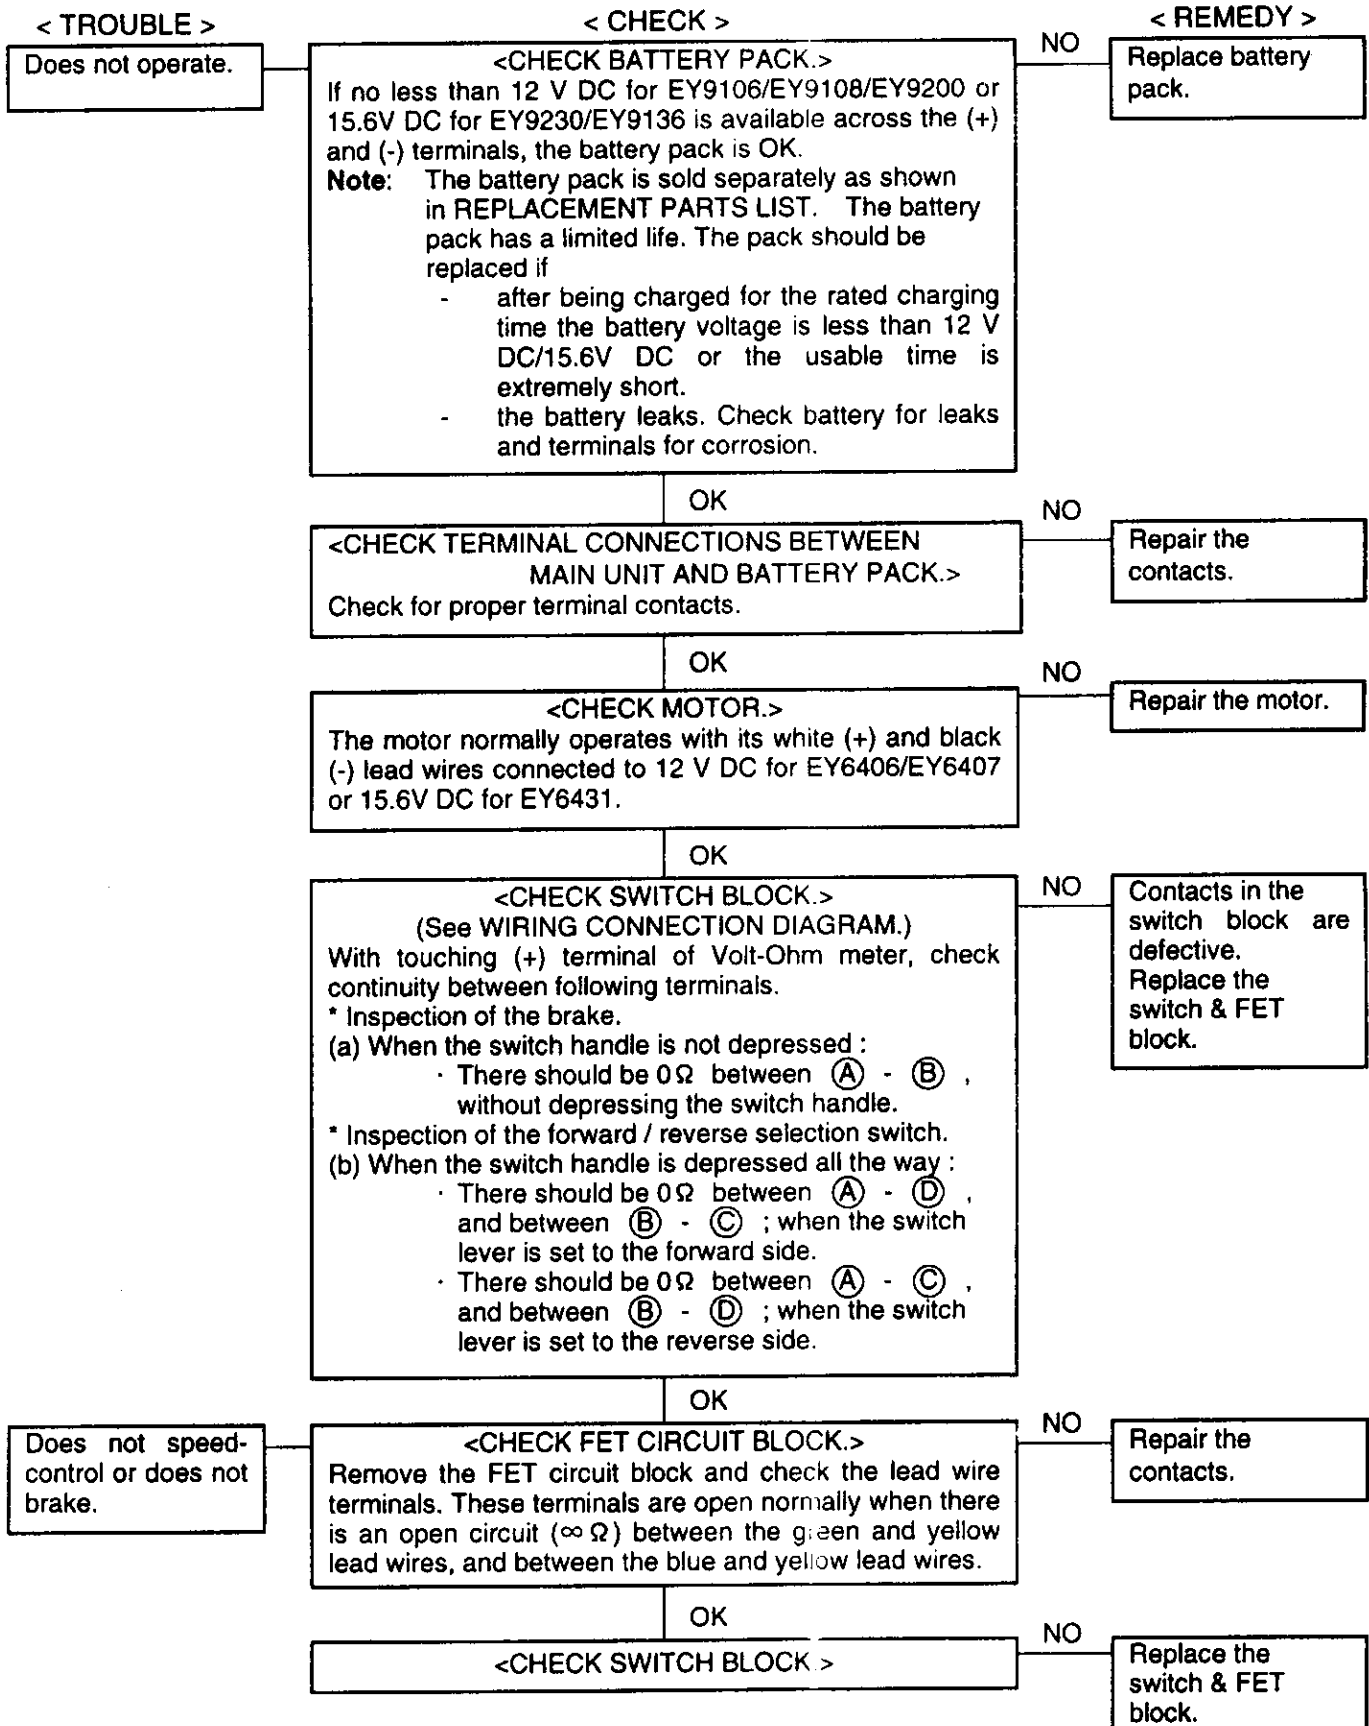 < TROUBLE >
< CHECK >
< REMEDY >
Does not operate.
<CHECK BATTERY PACK.>
If no less than 12 V DC for EY9106/EY9108/EY9200 or
15.6V DC for EY9230/EY9136 is available across the (+)
and (-) terminals, the battery pack is OK.
Note: The battery pack is sold separately as shown
in REPLACEMENT PARTS LIST. The battery
pack has a limited life. The pack should be
replaced if
- after being charged for the rated charging
time the battery voltage is less than 12 V
DC/15.6V DC or the usable time is
extremely short.
- the battery leaks. Check battery for leaks
and terminals for corrosion.
NO
Replace battery
pack.
OK
<CHECK TERMINAL CONNECTIONS BETWEEN
MAIN UNIT AND BATTERY PACK.>
Check for proper terminal contacts.
NO
Repair the
contacts.
OK
<CHECK MOTOR.>
The motor normally operates with its white (+) and black
(-) lead wires connected to 12 V DC for EY6406/EY6407
or 15.6V DC for EY6431.
NO
Repair the motor.
OK
<CHECK SWITCH BLOCK.>
(See WIRING CONNECTION DIAGRAM.)
With touching (+) terminal of Volt-Ohm meter, check
continuity between following terminals.
* Inspection of the brake.
(a) When the switch handle is not depressed :
· There should be 0Ω between Ⓐ - Ⓑ ,
without depressing the switch handle.
* Inspection of the forward / reverse selection switch.
(b) When the switch handle is depressed all the way :
· There should be 0Ω between Ⓐ - Ⓓ ,
and between Ⓑ - Ⓒ ; when the switch
lever is set to the forward side.
· There should be 0Ω between Ⓐ - Ⓒ ,
and between Ⓑ - Ⓓ ; when the switch
lever is set to the reverse side.
NO
Contacts in the
switch block are
defective.
Replace the
switch & FET
block.
OK
Does not speed-
control or does not
brake.
<CHECK FET CIRCUIT BLOCK.>
Remove the FET circuit block and check the lead wire
terminals. These terminals are open normally when there
is an open circuit (∞ Ω) between the green and yellow
lead wires, and between the blue and yellow lead wires.
NO
Repair the
contacts.
OK
<CHECK SWITCH BLOCK.>
NO
Replace the
switch & FET
block.